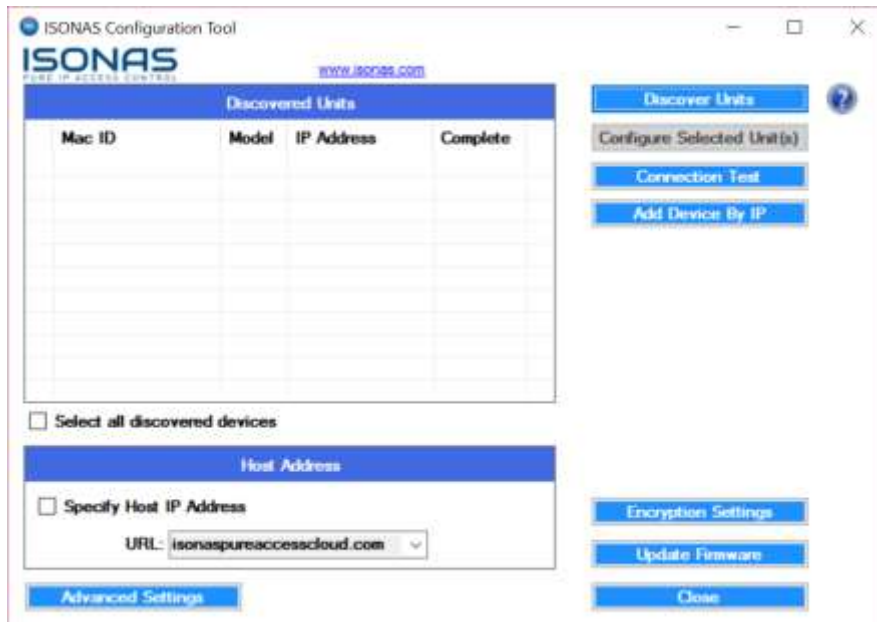 ISONAS Configuration Tool
ISONAS
PURE IP ACCESS CONTROL
www.isonas.com
Discovered Units
Mac ID Model IP Address Complete
Discover Units
?
Configure Selected Unit(s)
Connection Test
Add Device By IP
Select all discovered devices
Host Address
Specify Host IP Address
URL: isonaspureaccesscloud.com
Encryption Settings
Update Firmware
Advanced Settings
Close